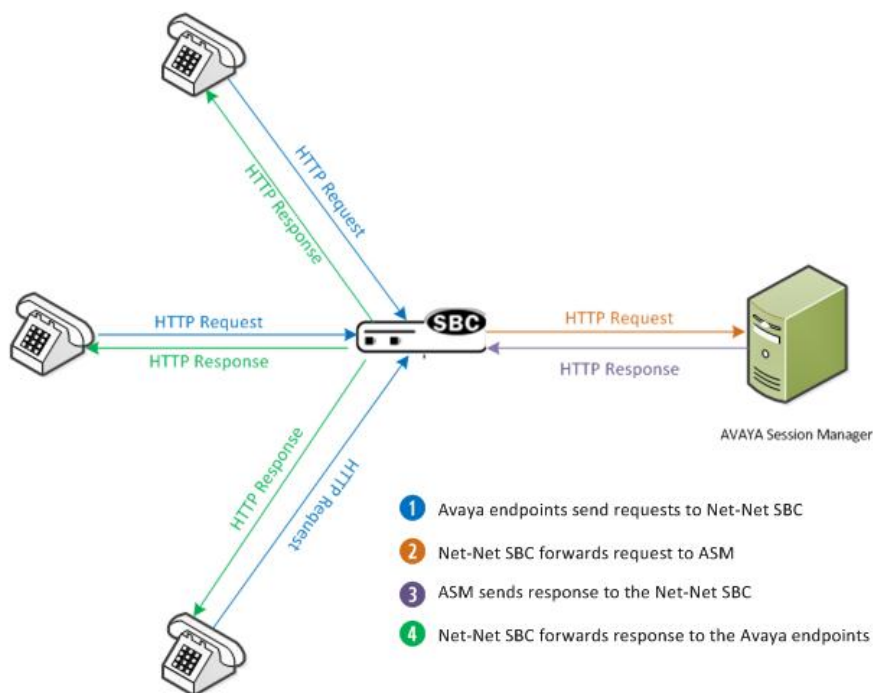 HTTP Request
HTTP Response
HTTP Request
HTTP Response
SBC
HTTP Request
HTTP Response
AVAYA Session Manager
HTTP Response
HTTP Request
1 Avaya endpoints send requests to Net-Net SBC
2 Net-Net SBC forwards request to ASM
3 ASM sends response to the Net-Net SBC
4 Net-Net SBC forwards response to the Avaya endpoints